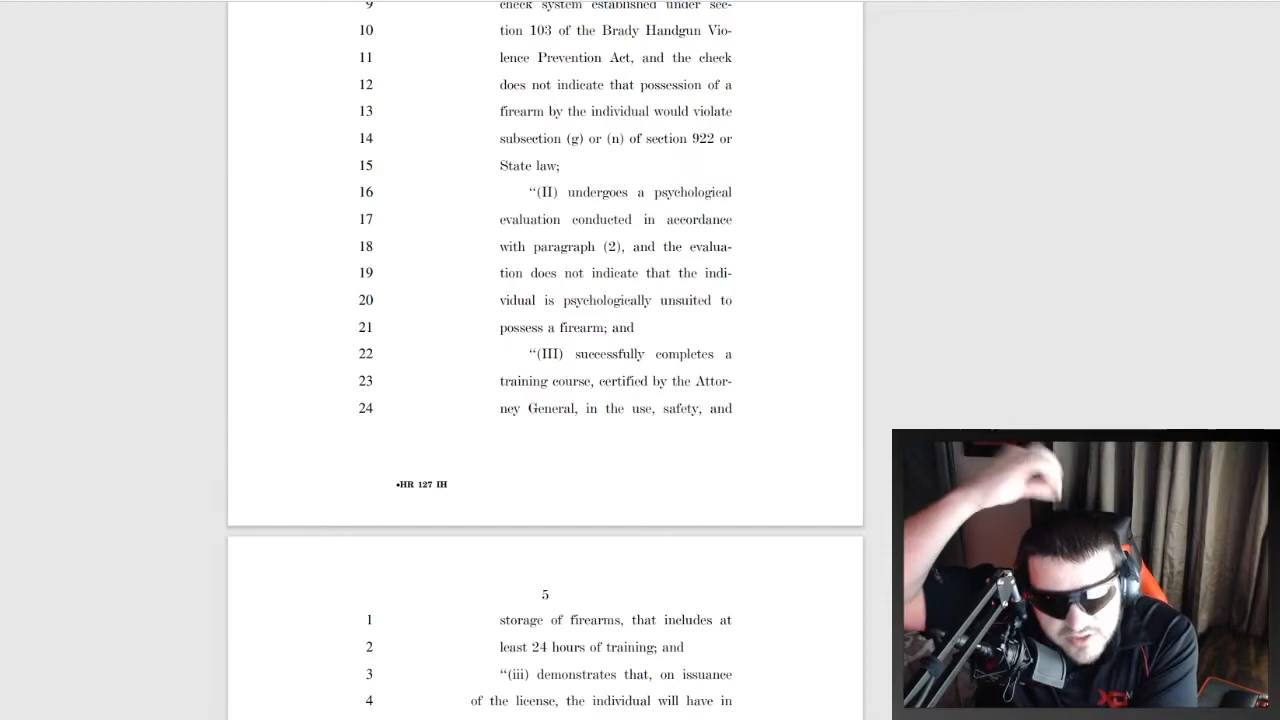 9 check system established under sec-
10 tion 103 of the Brady Handgun Vio-
11 lence Prevention Act, and the check
12 does not indicate that possession of a
13 firearm by the individual would violate
14 subsection (g) or (n) of section 922 or
15 State law;
16 ‘‘(II) undergoes a psychological
17 evaluation conducted in accordance
18 with paragraph (2), and the evalua-
19 tion does not indicate that the indi-
20 vidual is psychologically unsuited to
21 possess a firearm; and
22 ‘‘(III) successfully completes a
23 training course, certified by the Attor-
24 ney General, in the use, safety, and
•HR 127 IH
5
1 storage of firearms, that includes at
2 least 24 hours of training; and
3 ‘‘(iii) demonstrates that, on issuance
4 of the license, the individual will have in